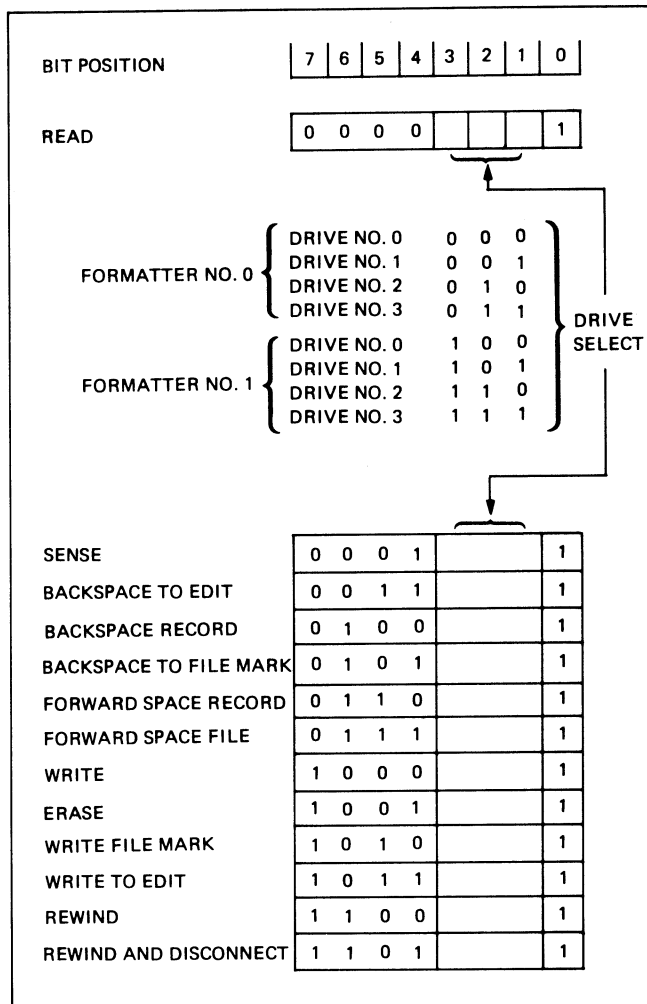 BIT POSITION 7 6 5 4 3 2 1 0
READ 0 0 0 0 1
DRIVE NO. 0 0 0 0
DRIVE NO. 1 0 0 1
FORMATTER NO. 0
DRIVE NO. 2 0 1 0
DRIVE NO. 3 0 1 1
DRIVE
SELECT
DRIVE NO. 0 1 0 0
DRIVE NO. 1 1 0 1
FORMATTER NO. 1
DRIVE NO. 2 1 1 0
DRIVE NO. 3 1 1 1
SENSE 0 0 0 1 1
BACKSPACE TO EDIT 0 0 1 1 1
BACKSPACE RECORD 0 1 0 0 1
BACKSPACE TO FILE MARK 0 1 0 1 1
FORWARD SPACE RECORD 0 1 1 0 1
FORWARD SPACE FILE 0 1 1 1 1
WRITE 1 0 0 0 1
ERASE 1 0 0 1 1
WRITE FILE MARK 1 0 1 0 1
WRITE TO EDIT 1 0 1 1 1
REWIND 1 1 0 0 1
REWIND AND DISCONNECT 1 1 0 1 1